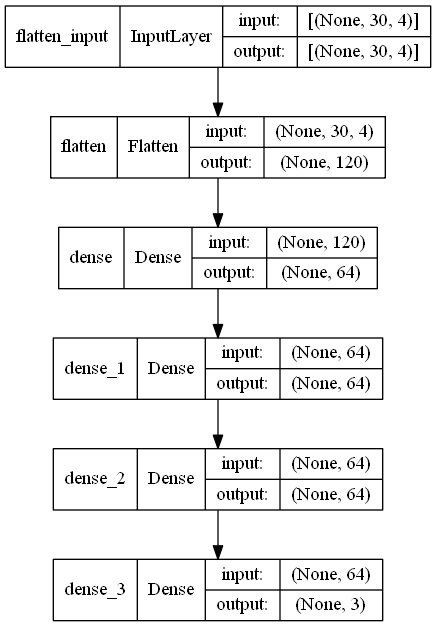 flatten_input InputLayer input: [(None, 30, 4)]
output: [(None, 30, 4)]
flatten Flatten input: (None, 30, 4)
output: (None, 120)
dense Dense input: (None, 120)
output: (None, 64)
dense_1 Dense input: (None, 64)
output: (None, 64)
dense_2 Dense input: (None, 64)
output: (None, 64)
dense_3 Dense input: (None, 64)
output: (None, 3)